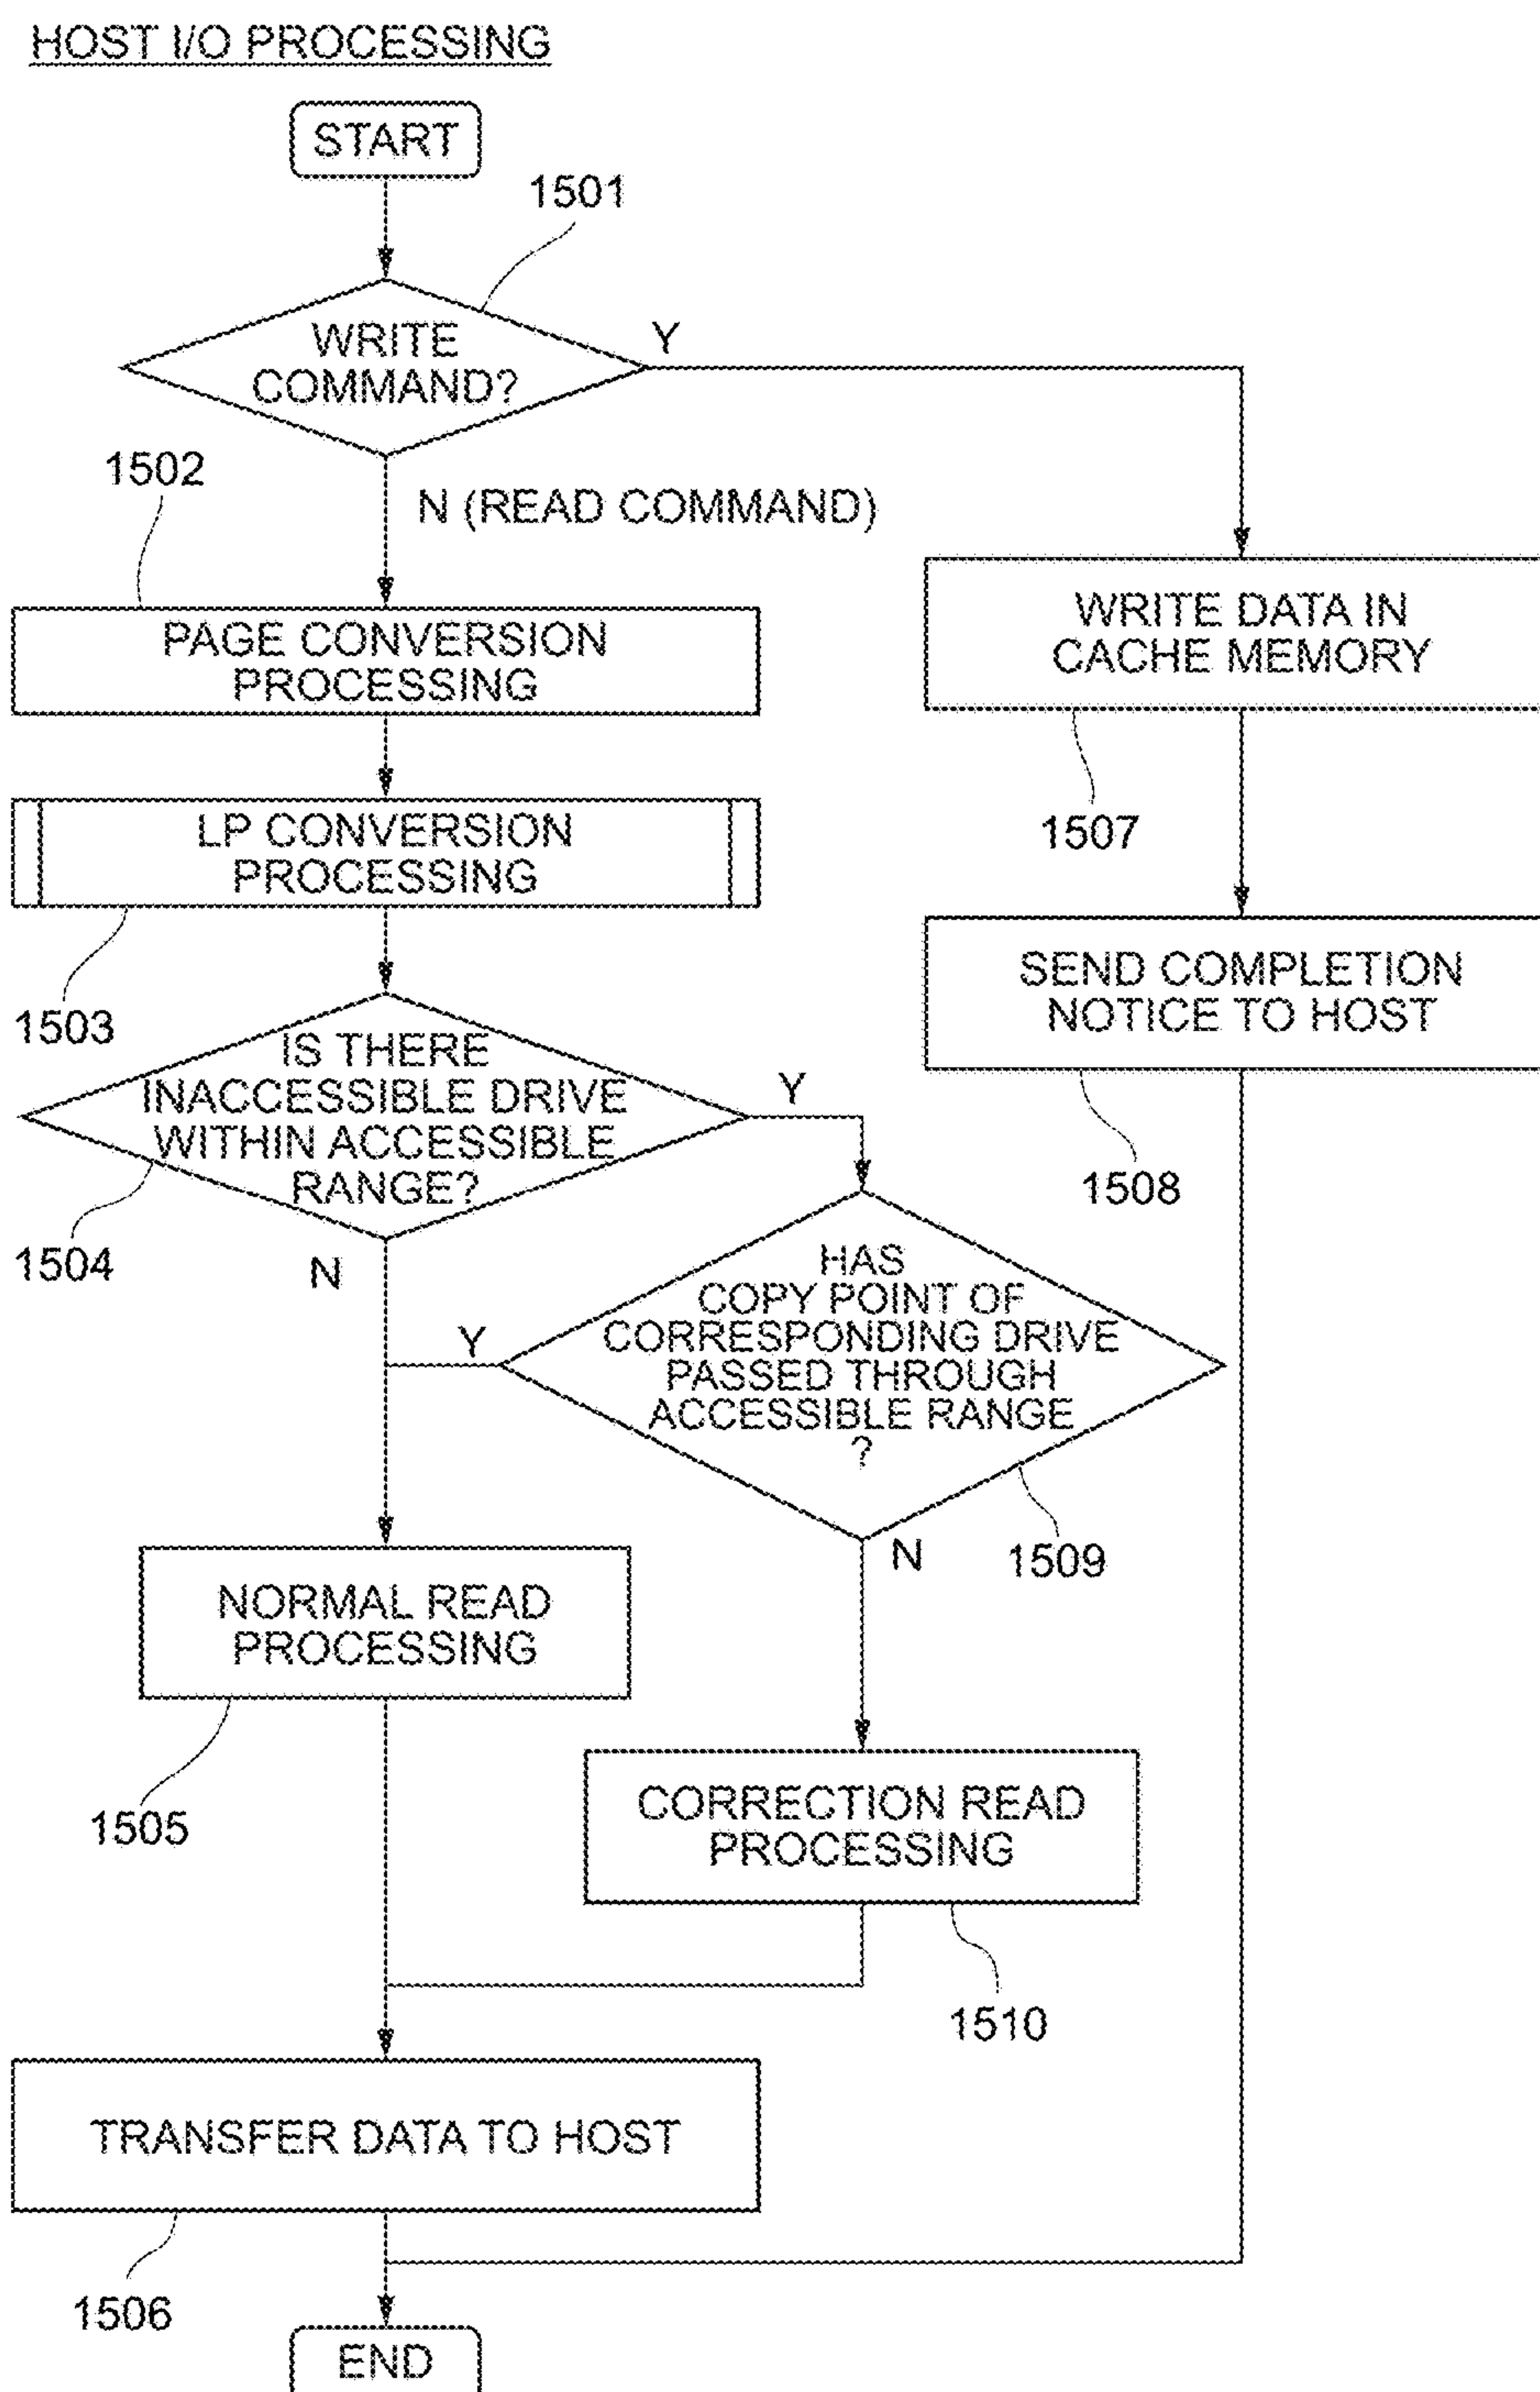 HOST I/O PROCESSING
START
1501
WRITE
COMMAND?
Y
1502
N (READ COMMAND)
PAGE CONVERSION
PROCESSING
WRITE DATA IN
CACHE MEMORY
1507
LP CONVERSION
PROCESSING
1503
SEND COMPLETION
NOTICE TO HOST
1508
IS THERE
INACCESSIBLE DRIVE
WITHIN ACCESSIBLE
RANGE?
Y
1504
N
HAS
COPY POINT OF
CORRESPONDING DRIVE
PASSED THROUGH
ACCESSIBLE RANGE
?
Y
N
1509
NORMAL READ
PROCESSING
1505
CORRECTION READ
PROCESSING
1510
TRANSFER DATA TO HOST
1506
END